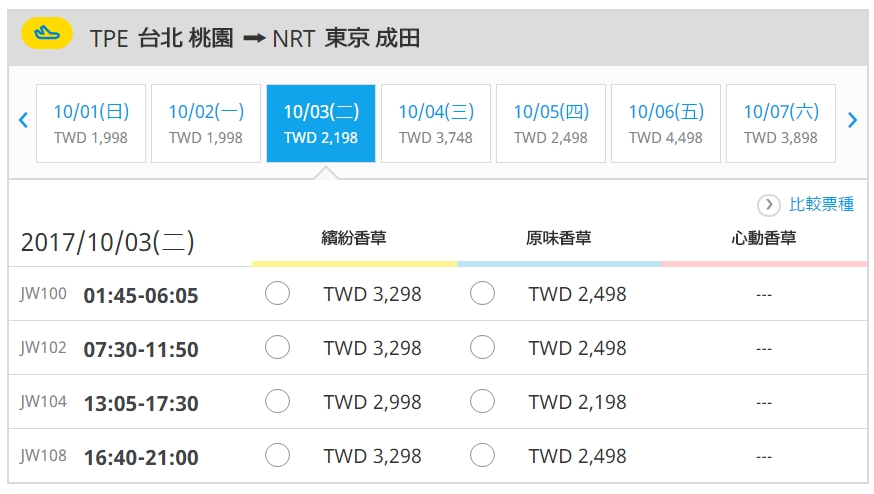 TPE 台北 桃園 → NRT 東京 成田
10/01(日) 10/02(一) 10/03(二) 10/04(三) 10/05(四) 10/06(五) 10/07(六)
TWD 1,998 TWD 1,998 TWD 2,198 TWD 3,748 TWD 2,498 TWD 4,498 TWD 3,898
比較票種
2017/10/03(二) 繽紛香草 原味香草 心動香草
JW100 01:45-06:05 TWD 3,298 TWD 2,498 ---
JW102 07:30-11:50 TWD 3,298 TWD 2,498 ---
JW104 13:05-17:30 TWD 2,998 TWD 2,198 ---
JW108 16:40-21:00 TWD 3,298 TWD 2,498 ---